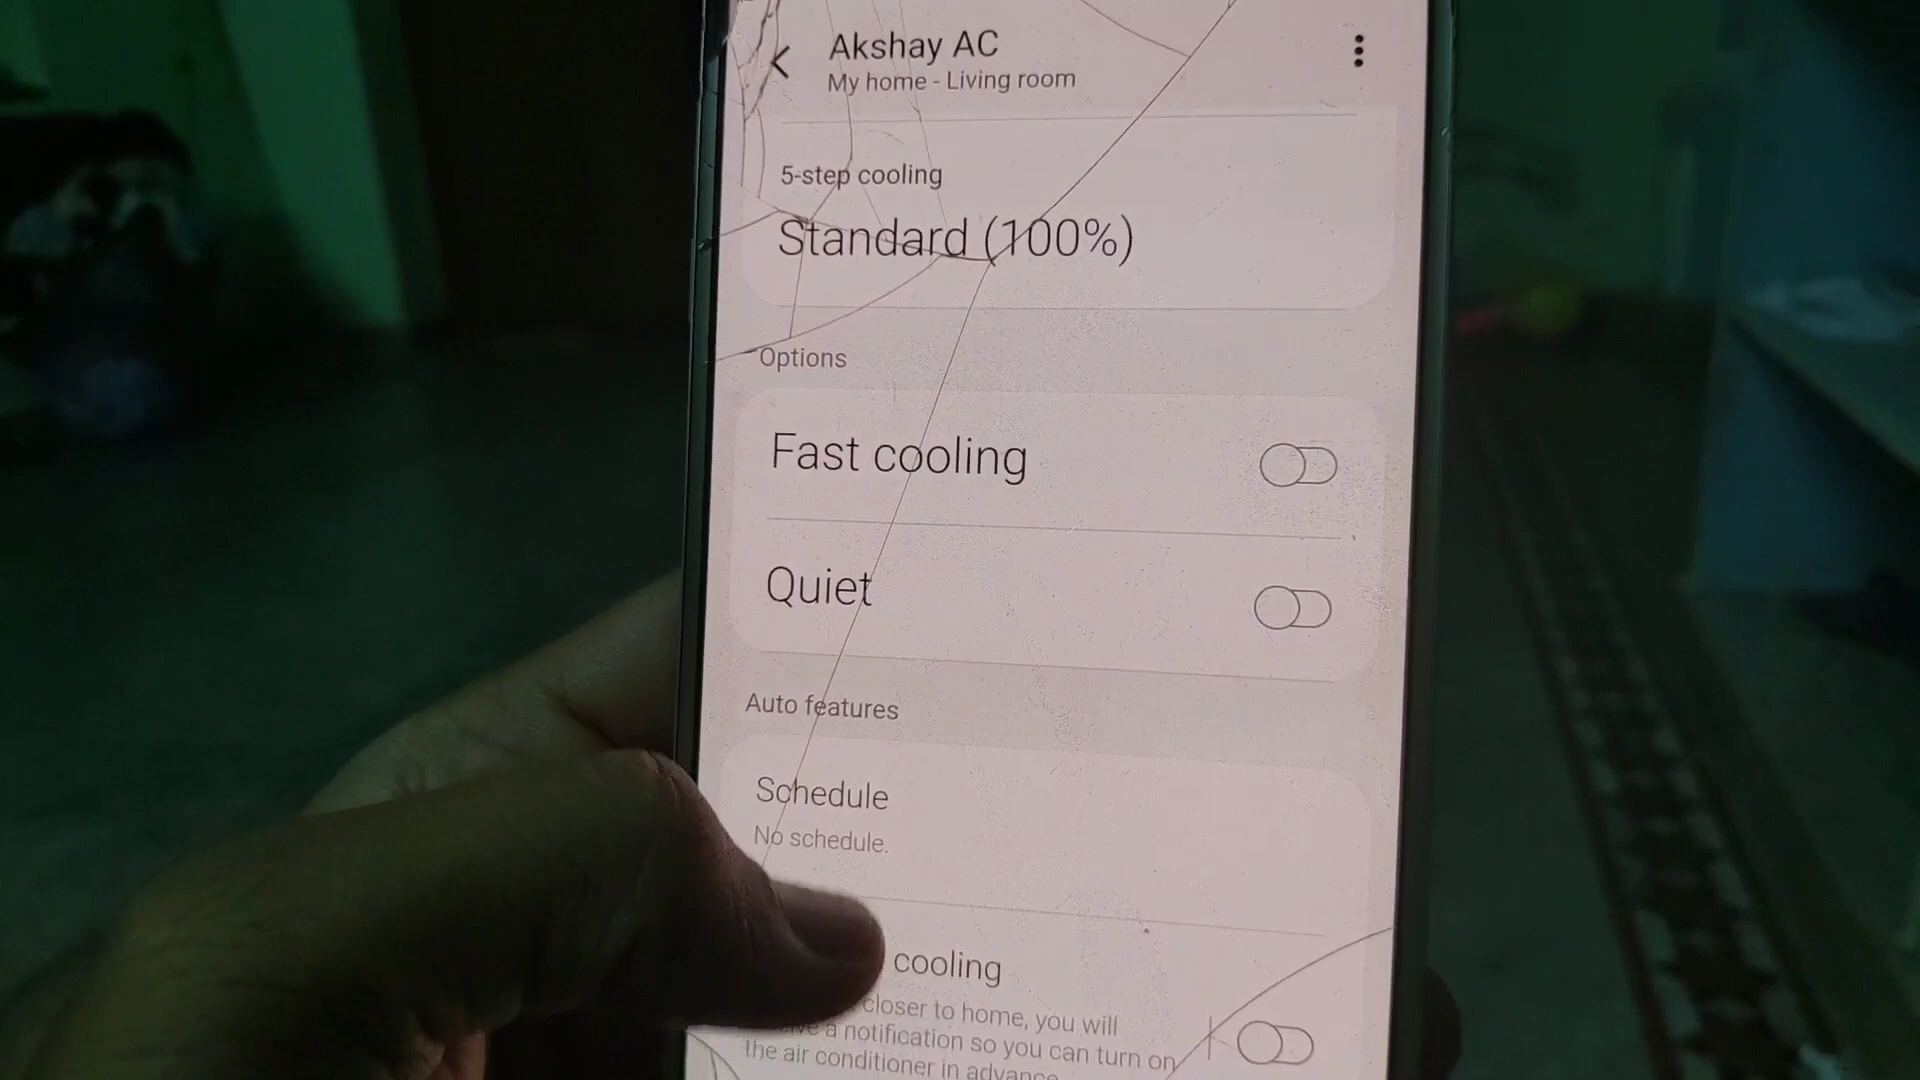 Akshay AC
My home - Living room
5-step cooling
Standard (100%)
Options
Fast cooling
Quiet
Auto features
Schedule
No schedule.
cooling
closer to home, you will
a notification so you can turn on
the air conditioner in advance